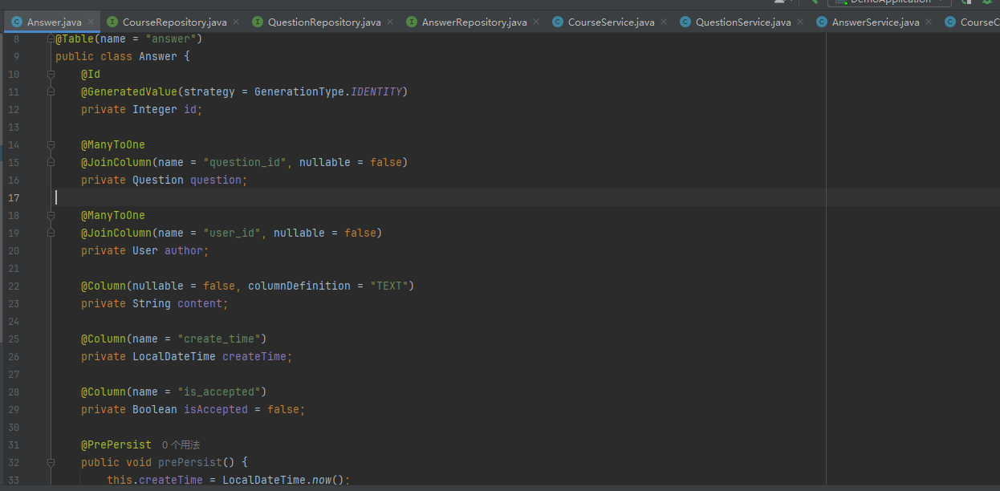 DemoApplication
Answer.java CourseRepository.java QuestionRepository.java AnswerRepository.java CourseService.java QuestionService.java AnswerService.java CourseC
8 @Table(name = "answer")
9 public class Answer {
10 @Id
11 @GeneratedValue(strategy = GenerationType.IDENTITY)
12 private Integer id;
13
14 @ManyToOne
15 @JoinColumn(name = "question_id", nullable = false)
16 private Question question;
17
18 @ManyToOne
19 @JoinColumn(name = "user_id", nullable = false)
20 private User author;
21
22 @Column(nullable = false, columnDefinition = "TEXT")
23 private String content;
24
25 @Column(name = "create_time")
26 private LocalDateTime createTime;
27
28 @Column(name = "is_accepted")
29 private Boolean isAccepted = false;
30
31 @PrePersist 0 个用法
32 public void prePersist() {
33 this.createTime = LocalDateTime.now();